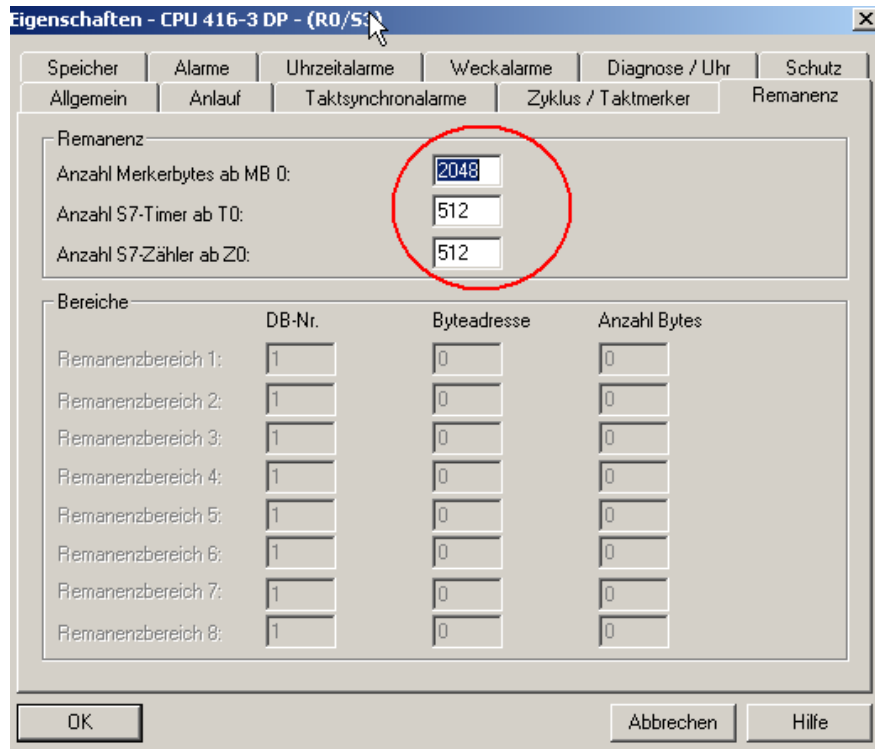 Eigenschaften - CPU 416-3 DP - (R0/S3)
Speicher Alarme Uhrzeitalarme Weckalarme Diagnose / Uhr Schutz
Allgemein Anlauf Taktsynchronalarme Zyklus / Taktmerker Remanenz
Remanenz
Anzahl Merkerbytes ab MB 0: 2048
Anzahl S7-Timer ab T0: 512
Anzahl S7-Zähler ab Z0: 512
Bereiche
DB-Nr. Byteadresse Anzahl Bytes
Remanenzbereich 1: 1 0 0
Remanenzbereich 2: 1 0 0
Remanenzbereich 3: 1 0 0
Remanenzbereich 4: 1 0 0
Remanenzbereich 5: 1 0 0
Remanenzbereich 6: 1 0 0
Remanenzbereich 7: 1 0 0
Remanenzbereich 8: 1 0 0
OK Abbrechen Hilfe